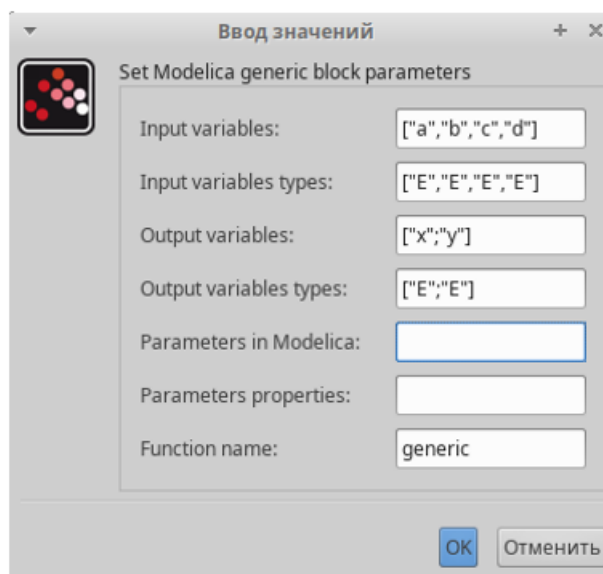 Ввод значений
Set Modelica generic block parameters
Input variables: ["a","b","c","d"]
Input variables types: ["E","E","E","E"]
Output variables: ["x";"y"]
Output variables types: ["E";"E"]
Parameters in Modelica:
Parameters properties:
Function name: generic
OK Отменить